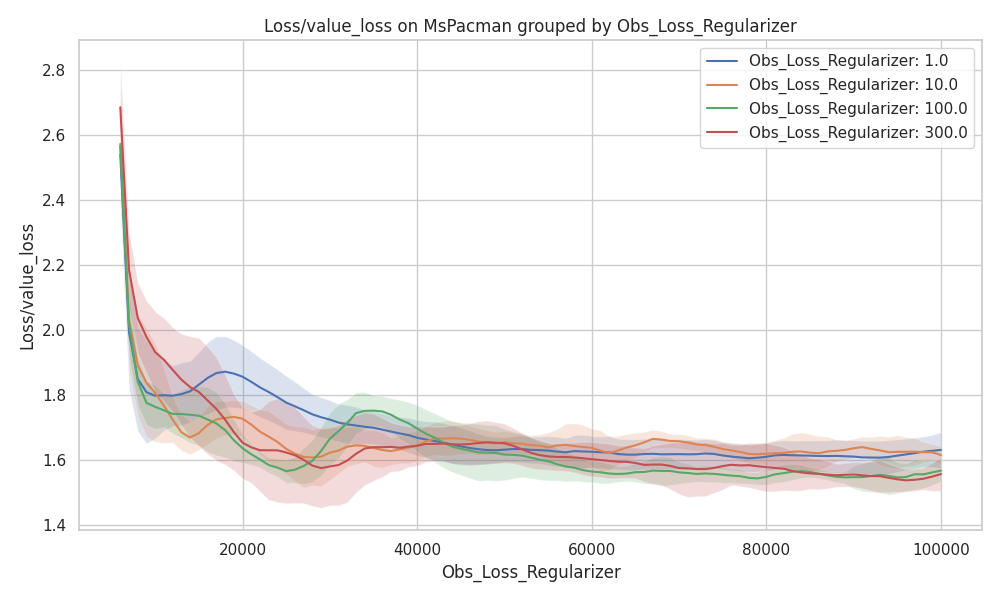 Loss/value_loss on MsPacman grouped by Obs_Loss_Regularizer
Obs_Loss_Regularizer: 1.0
Obs_Loss_Regularizer: 10.0
Obs_Loss_Regularizer: 100.0
Obs_Loss_Regularizer: 300.0
Loss/value_loss
2.8
2.6
2.4
2.2
2.0
1.8
1.6
1.4
20000
40000
60000
80000
100000
Obs_Loss_Regularizer